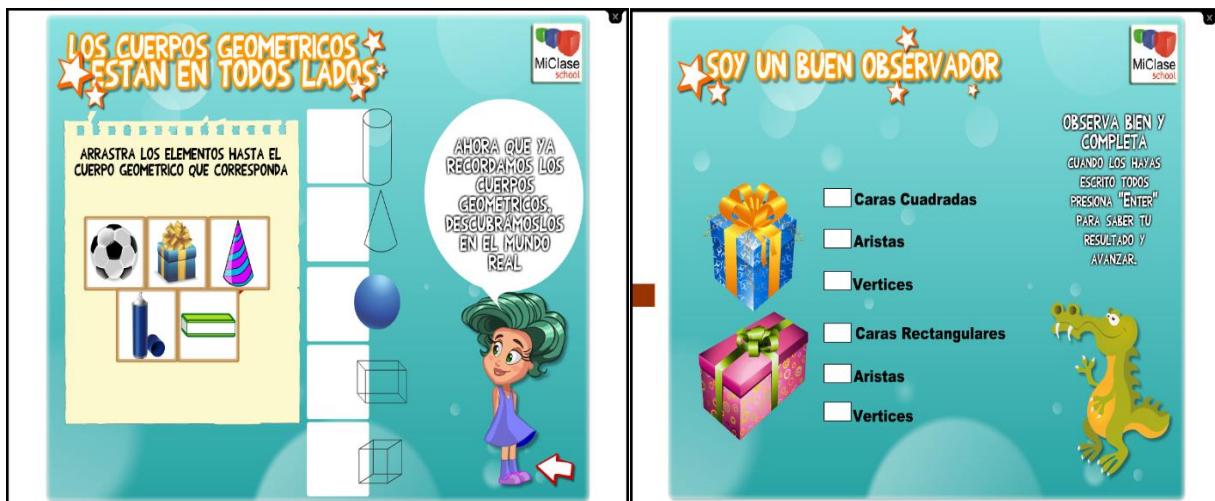 LOS CUERPOS GEOMETRICOS
ESTAN EN TODOS LADOS
MiClase
school
ARRASTRA LOS ELEMENTOS HASTA EL
CUERPO GEOMETRICO QUE CORRESPONDA
AHORA QUE YA
RECORDAMOS LOS
CUERPOS
GEOMETRICOS,
DESCUBRÁMOSLOS
EN EL MUNDO
REAL
x
SOY UN BUEN OBSERVADOR
MiClase
school
OBSERVA BIEN Y
COMPLETA
CUANDO LOS HAYAS
ESCRITO TODOS
PRESIONA "ENTER"
PARA SABER TU
RESULTADO Y
AVANZAR.
Caras Cuadradas
Aristas
Vertices
Caras Rectangulares
Aristas
Vertices
x